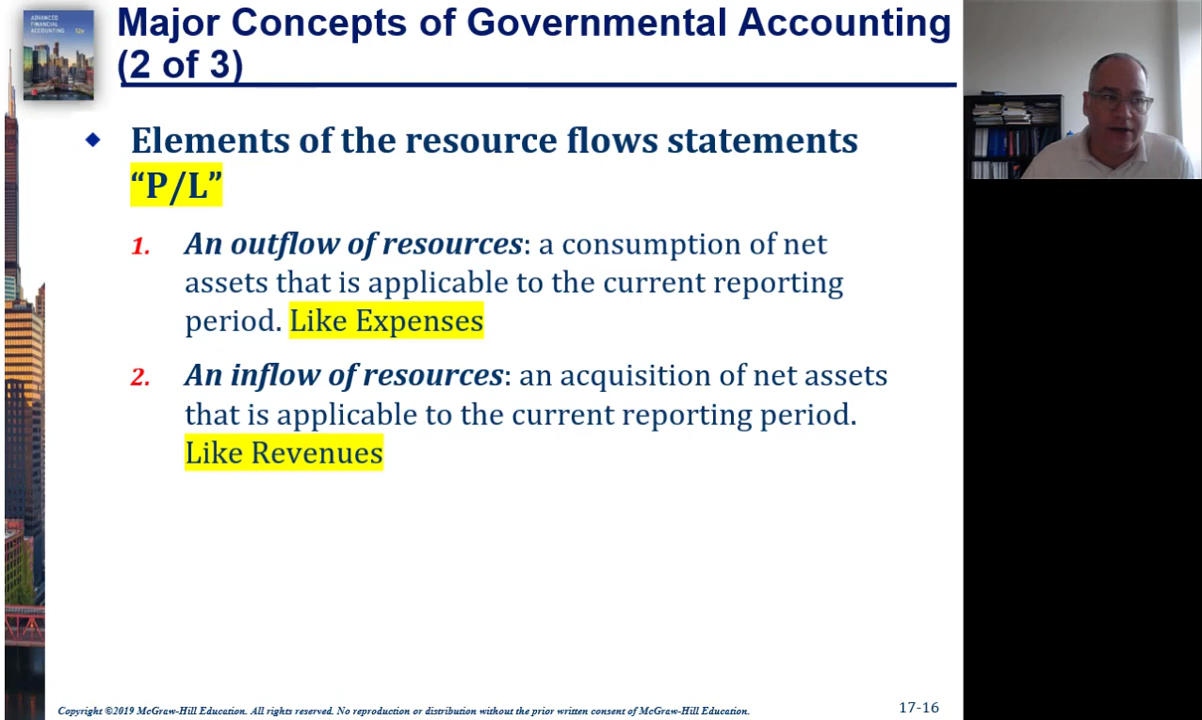 ADVANCED
FINANCIAL
ACCOUNTING 12e
Major Concepts of Governmental Accounting
(2 of 3)
Elements of the resource flows statements
“P/L”
1. An outflow of resources: a consumption of net
assets that is applicable to the current reporting
period. Like Expenses
2. An inflow of resources: an acquisition of net assets
that is applicable to the current reporting period.
Like Revenues
Copyright ©2019 McGraw-Hill Education. All rights reserved. No reproduction or distribution without the prior written consent of McGraw-Hill Education.
17-16